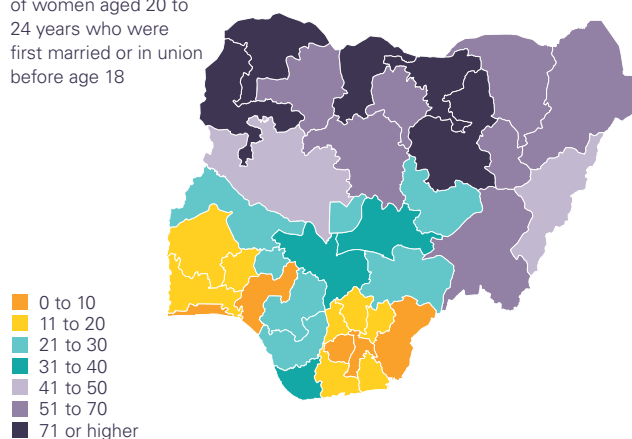 of women aged 20 to
24 years who were
first married or in union
before age 18
0 to 10
11 to 20
21 to 30
31 to 40
41 to 50
51 to 70
71 or higher